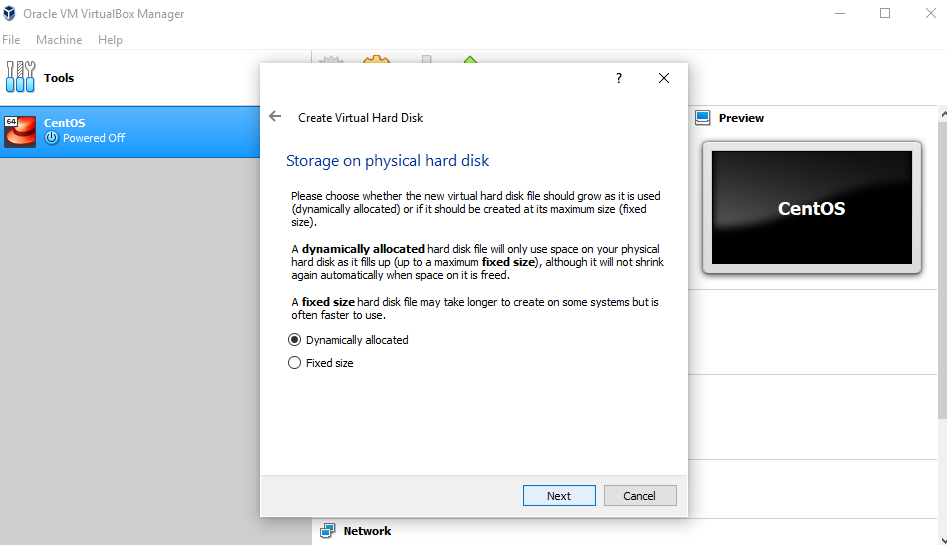 Oracle VM VirtualBox Manager
File Machine Help
Tools
64
CentOS
Powered Off
?
Create Virtual Hard Disk
Storage on physical hard disk
Please choose whether the new virtual hard disk file should grow as it is used
(dynamically allocated) or if it should be created at its maximum size (fixed
size).
A dynamically allocated hard disk file will only use space on your physical
hard disk as it fills up (up to a maximum fixed size), although it will not shrink
again automatically when space on it is freed.
A fixed size hard disk file may take longer to create on some systems but is
often faster to use.
Dynamically allocated
Fixed size
Next Cancel
Preview
CentOS
Network